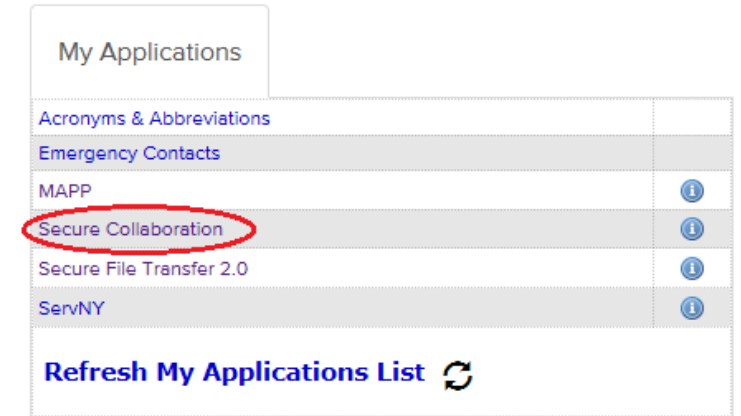 My Applications
Acronyms & Abbreviations
Emergency Contacts
MAPP
Secure Collaboration
Secure File Transfer 2.0
ServNY
Refresh My Applications List